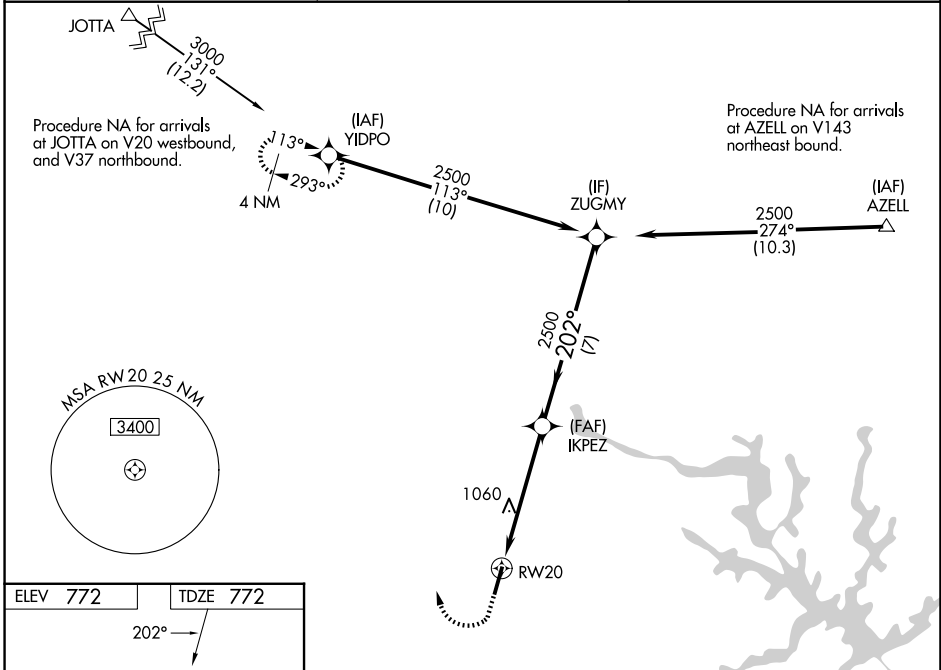 JOTTA
3000
131°
(12.2)
Procedure NA for arrivals
at JOTTA on V20 westbound,
and V37 northbound.
(IAF)
YIDPO
113°
293°
4 NM
2500
113°
(10)
(IF)
ZUGMY
Procedure NA for arrivals
at AZELL on V143
northeast bound.
(IAF)
AZELL
2500
274°
(10.3)
2500
202°
(7)
(FAF)
IKPEZ
1060
RW20
MSA RW20 25 NM
3400
ELEV 772
TDZE 772
202°